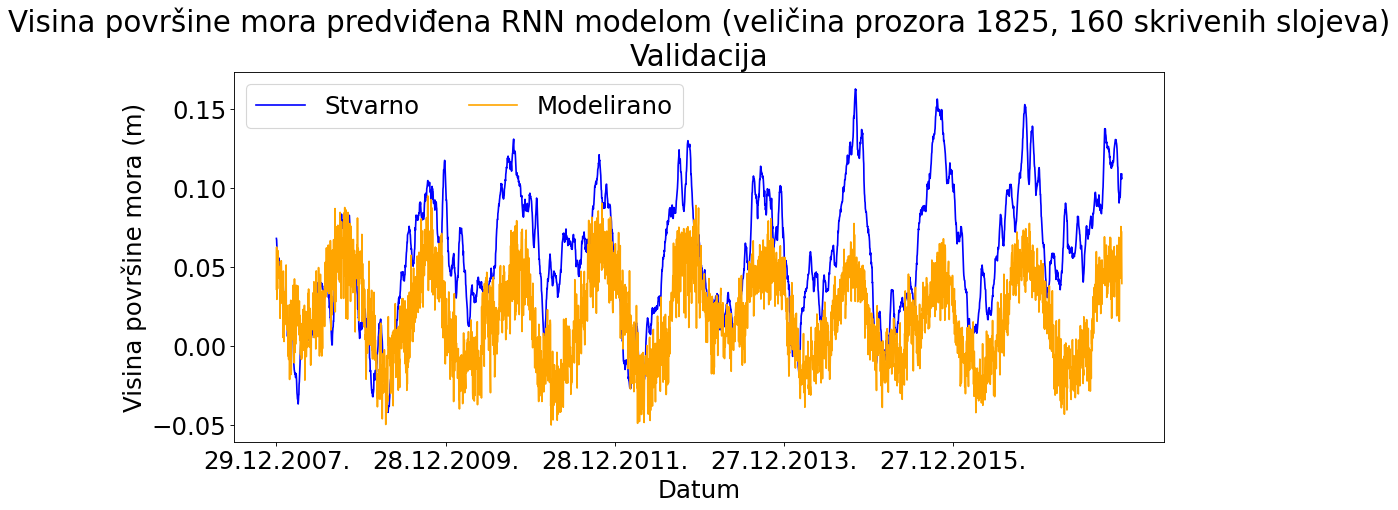 Visina površine mora predviđena RNN modelom (veličina prozora 1825, 160 skrivenih slojeva)
Validacija
Stvarno
Modelirano
Visina površine mora (m)
0.15
0.10
0.05
0.00
−0.05
29.12.2007.
28.12.2009.
28.12.2011.
27.12.2013.
27.12.2015.
Datum